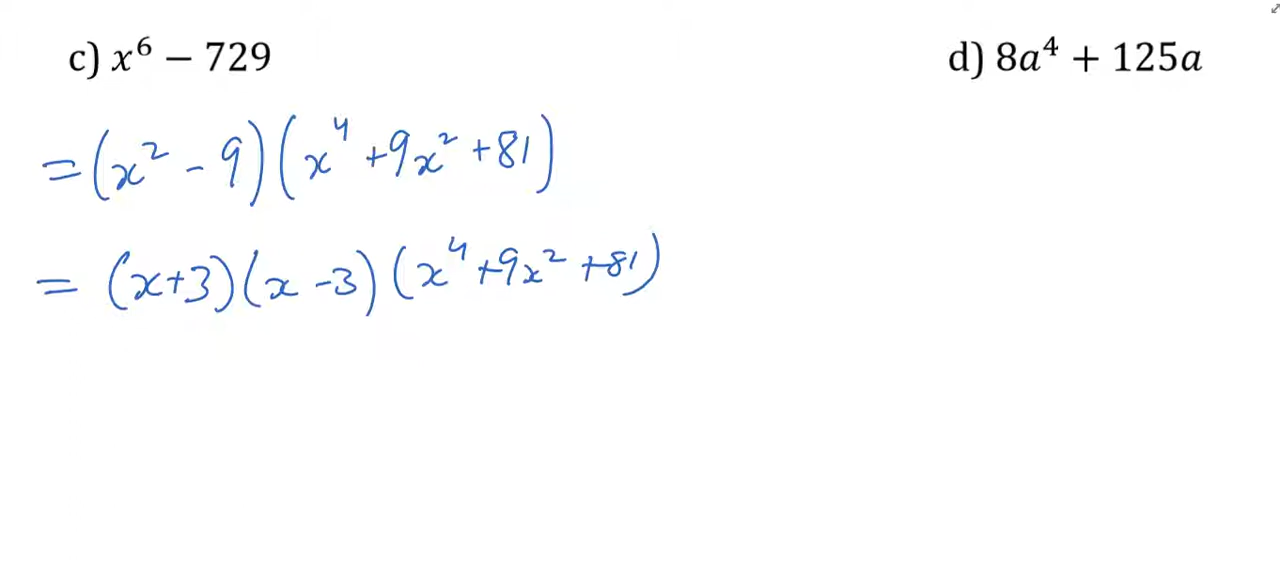 c) x⁶ − 729
= (x² - 9)(x⁴ + 9x² + 81)
= (x+3)(x-3)(x⁴ + 9x² + 81)
d) 8a⁴ + 125a